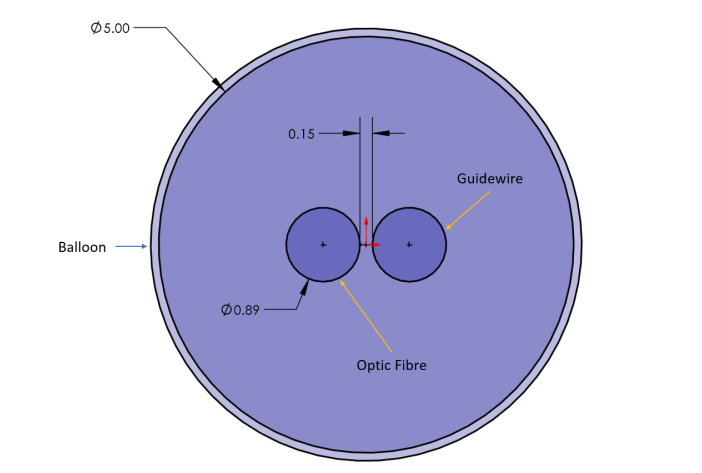 ∅5.00
0.15
Guidewire
Balloon
∅0.89
Optic Fibre